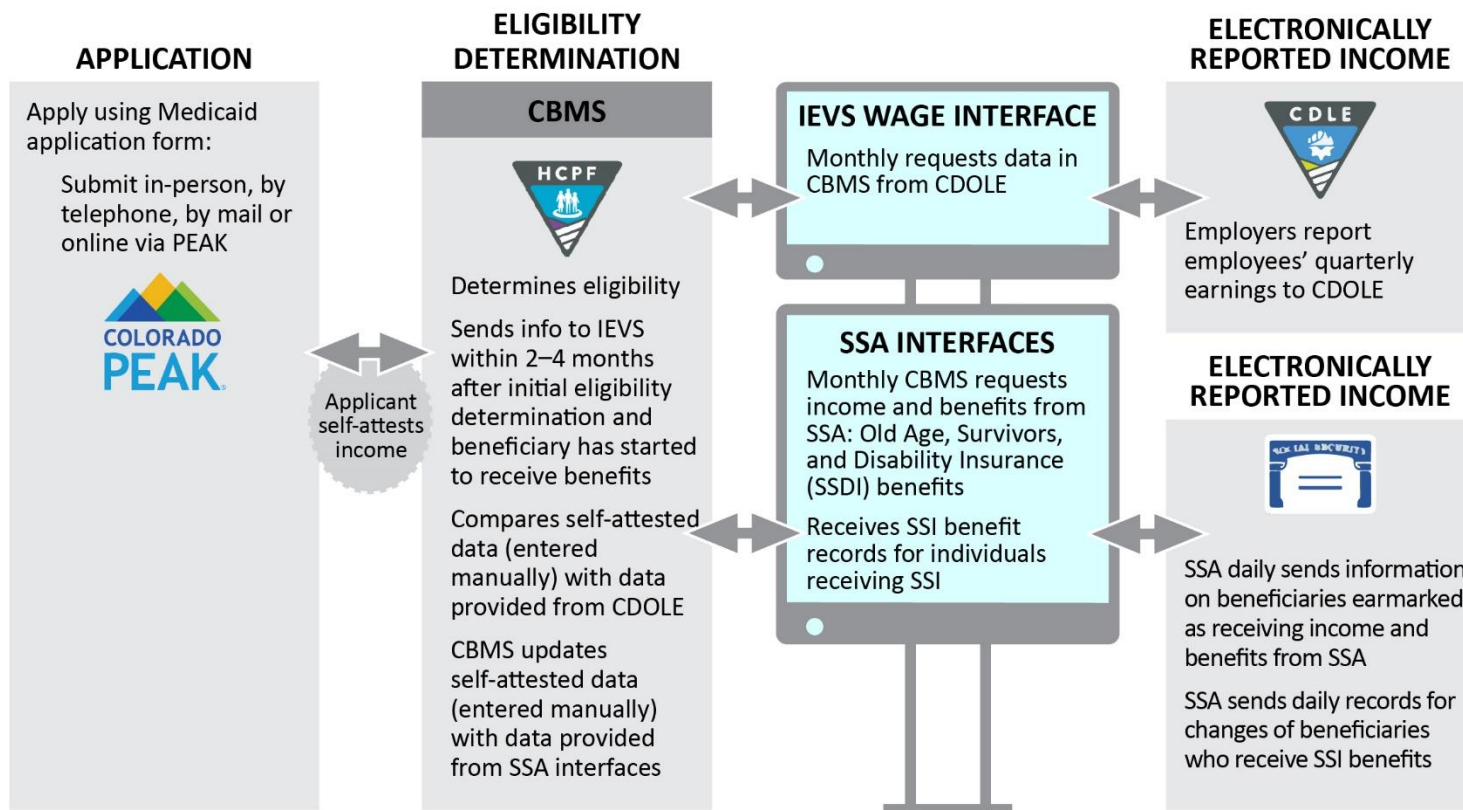 APPLICATION
Apply using Medicaid
application form:
Submit in-person, by
telephone, by mail or
online via PEAK
COLORADO
PEAK®
Applicant
self-attests
income
ELIGIBILITY
DETERMINATION
CBMS
HCPF
Determines eligibility
Sends info to IEVS
within 2–4 months
after initial eligibility
determination and
beneficiary has started
to receive benefits
Compares self-attested
data (entered
manually) with data
provided from CDOLE
CBMS updates
self-attested data
(entered manually)
with data provided
from SSA interfaces
IEVS WAGE INTERFACE
Monthly requests data in
CBMS from CDOLE
SSA INTERFACES
Monthly CBMS requests
income and benefits from
SSA: Old Age, Survivors,
and Disability Insurance
(SSDI) benefits
Receives SSI benefit
records for individuals
receiving SSI
ELECTRONICALLY
REPORTED INCOME
CDLE
Employers report
employees’ quarterly
earnings to CDOLE
ELECTRONICALLY
REPORTED INCOME
SOCIAL SECURITY
SSA daily sends information
on beneficiaries earmarked
as receiving income and
benefits from SSA
SSA sends daily records for
changes of beneficiaries
who receive SSI benefits